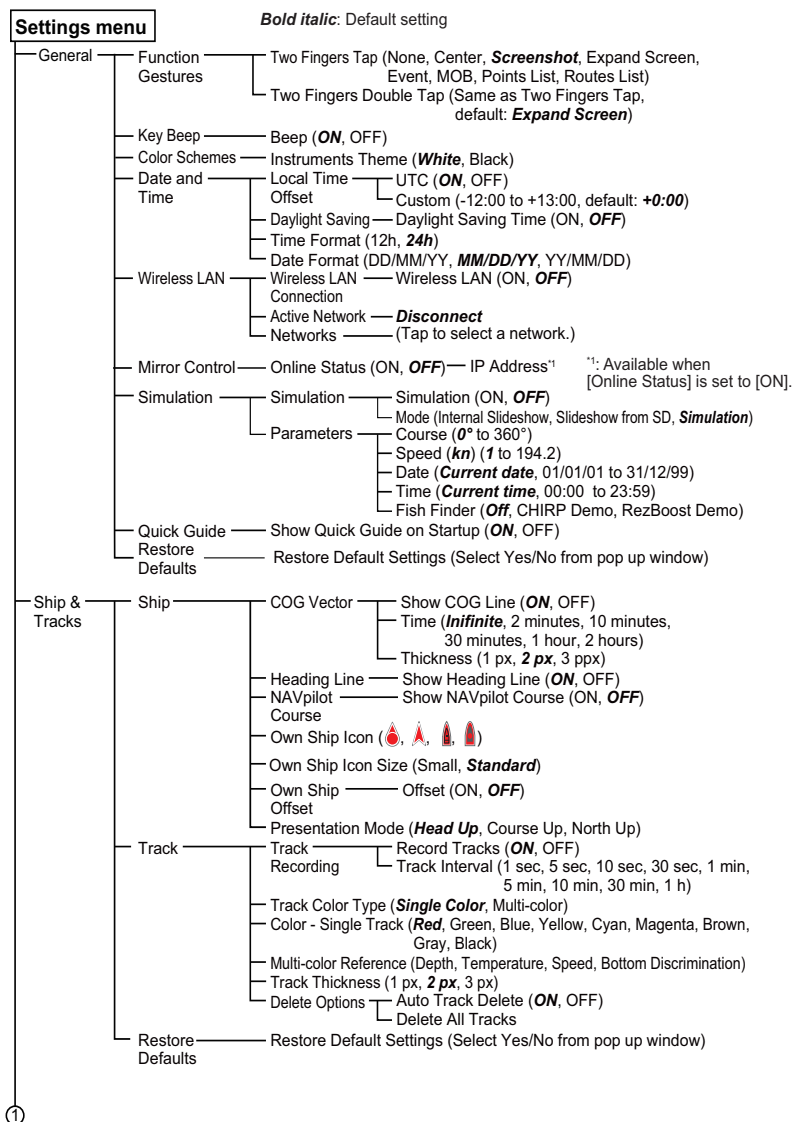 Settings menu
Bold italic: Default setting
General
Function
Gestures
Two Fingers Tap (None, Center, Screenshot, Expand Screen,
Event, MOB, Points List, Routes List)
Two Fingers Double Tap (Same as Two Fingers Tap,
default: Expand Screen)
Key Beep
Beep (ON, OFF)
Color Schemes
Instruments Theme (White, Black)
Date and
Time
Local Time
Offset
UTC (ON, OFF)
Custom (-12:00 to +13:00, default: +0:00)
Daylight Saving
Daylight Saving Time (ON, OFF)
Time Format (12h, 24h)
Date Format (DD/MM/YY, MM/DD/YY, YY/MM/DD)
Wireless LAN
Wireless LAN
Connection
Wireless LAN (ON, OFF)
Active Network
Disconnect
Networks
(Tap to select a network.)
Mirror Control
Online Status (ON, OFF)
IP Address*1
*1: Available when
[Online Status] is set to [ON].
Simulation
Simulation
Simulation (ON, OFF)
Mode (Internal Slideshow, Slideshow from SD, Simulation)
Parameters
Course (0° to 360°)
Speed (kn) (1 to 194.2)
Date (Current date, 01/01/01 to 31/12/99)
Time (Current time, 00:00 to 23:59)
Fish Finder (Off, CHIRP Demo, RezBoost Demo)
Quick Guide
Show Quick Guide on Startup (ON, OFF)
Restore
Defaults
Restore Default Settings (Select Yes/No from pop up window)
Ship &
Tracks
Ship
COG Vector
Show COG Line (ON, OFF)
Time (Inifinite, 2 minutes, 10 minutes,
30 minutes, 1 hour, 2 hours)
Thickness (1 px, 2 px, 3 ppx)
Heading Line
Show Heading Line (ON, OFF)
NAVpilot
Course
Show NAVpilot Course (ON, OFF)
Own Ship Icon ( , , , )
Own Ship Icon Size (Small, Standard)
Own Ship
Offset
Offset (ON, OFF)
Presentation Mode (Head Up, Course Up, North Up)
Track
Track
Recording
Record Tracks (ON, OFF)
Track Interval (1 sec, 5 sec, 10 sec, 30 sec, 1 min,
5 min, 10 min, 30 min, 1 h)
Track Color Type (Single Color, Multi-color)
Color - Single Track (Red, Green, Blue, Yellow, Cyan, Magenta, Brown,
Gray, Black)
Multi-color Reference (Depth, Temperature, Speed, Bottom Discrimination)
Track Thickness (1 px, 2 px, 3 px)
Delete Options
Auto Track Delete (ON, OFF)
Delete All Tracks
Restore
Defaults
Restore Default Settings (Select Yes/No from pop up window)
1